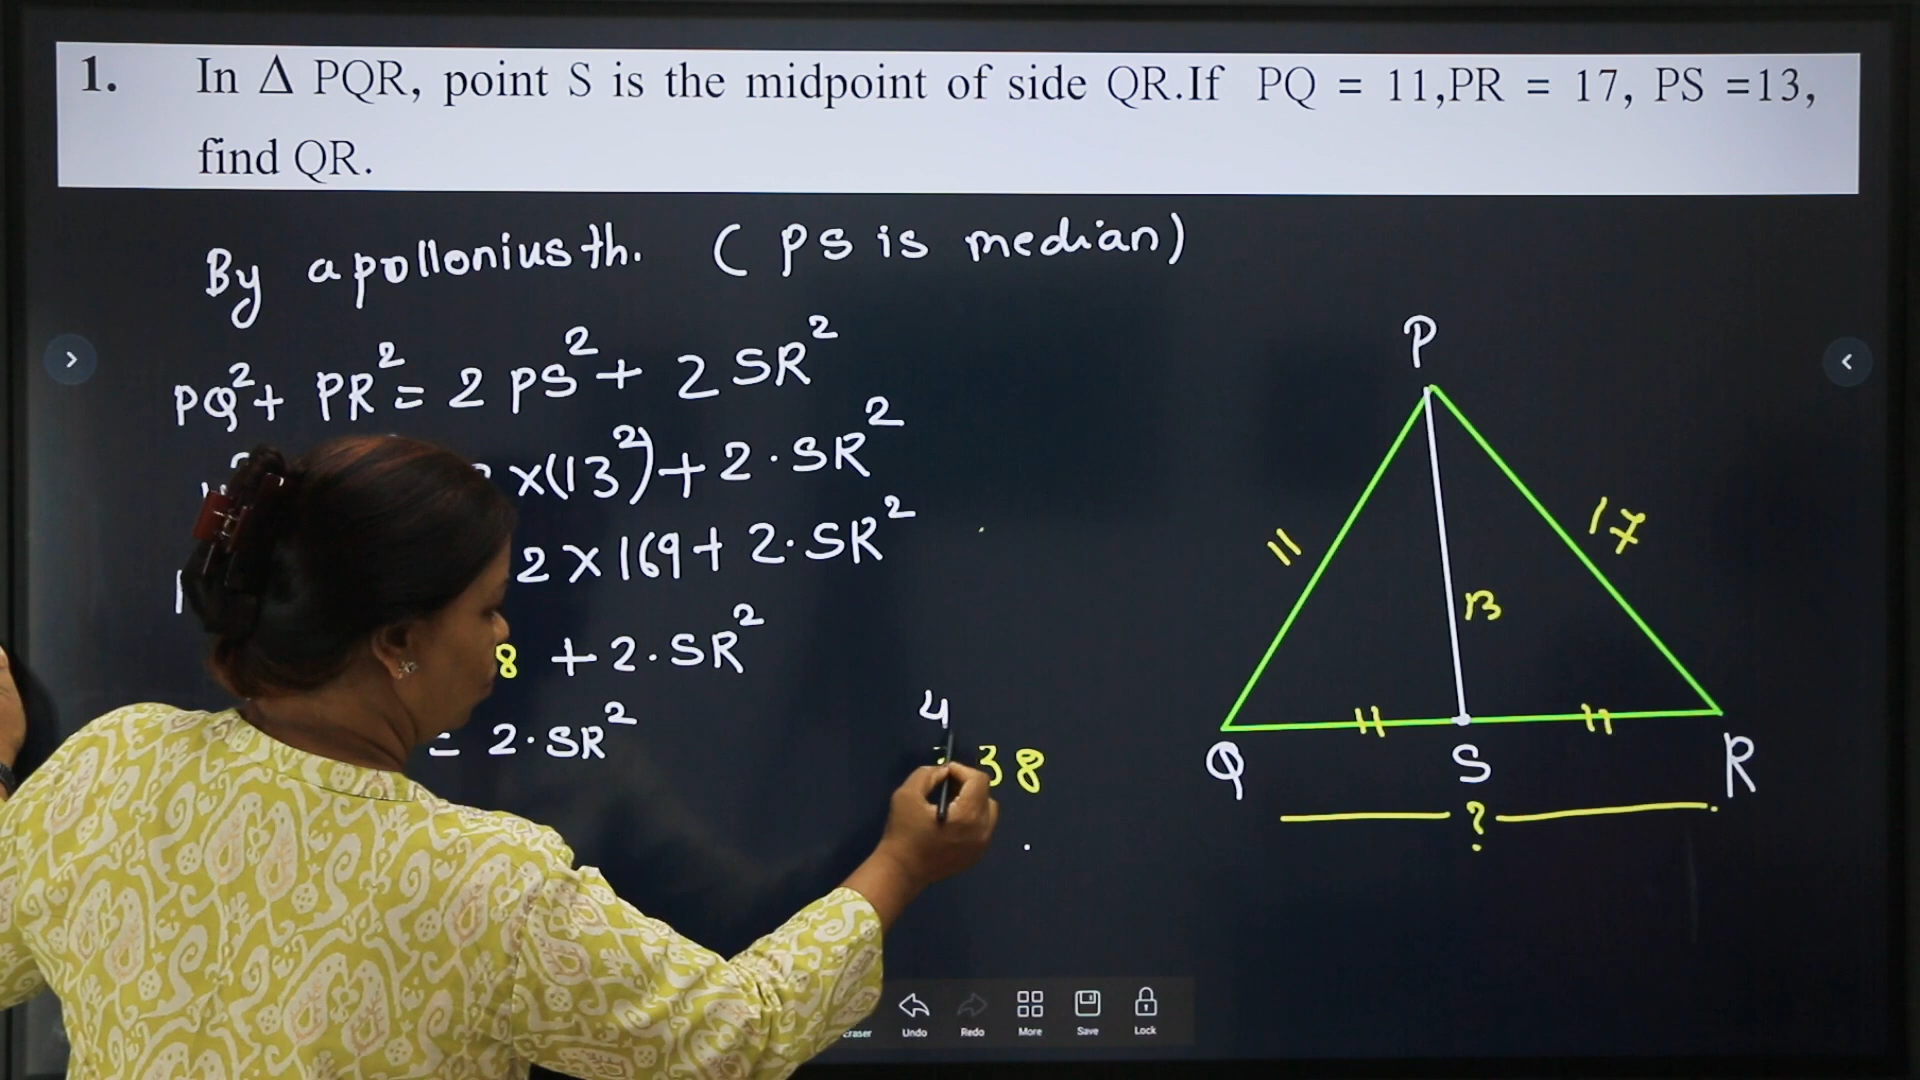 1. In Δ PQR, point S is the midpoint of side QR.If PQ = 11,PR = 17, PS =13,
find QR.
By apollonius th. ( PS is median)
PQ² + PR² = 2 PS² + 2 SR²
x(13²)+ 2 · SR²
2 x 169 + 2 · SR²
8 + 2 · SR²
= 2 · SR²
4
38
P
11
17
13
Q S R
?
Eraser Undo Redo More Save Lock